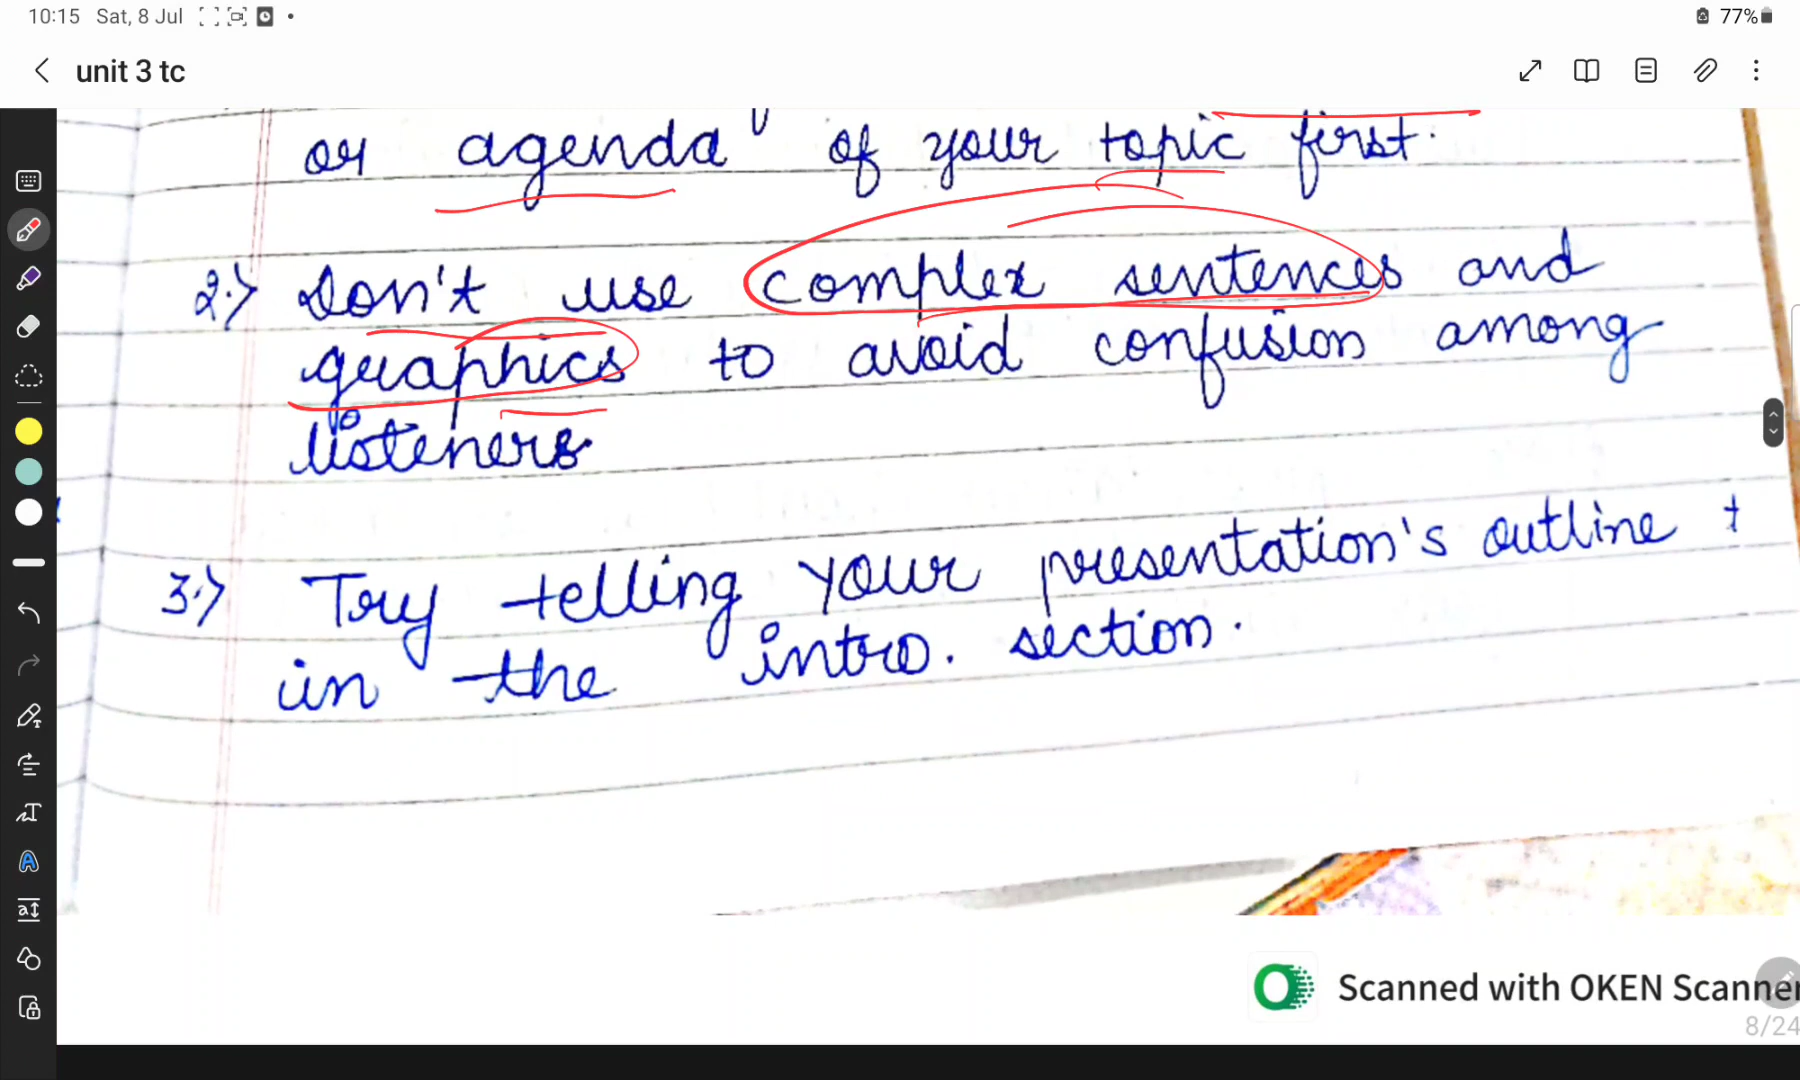 10:15 Sat, 8 Jul
77%
unit 3 tc
or agenda of your topic first.
2.> Don't use complex sentences and
graphics to avoid confusion among
listeners.
3.> Try telling your presentation's outline
in the intro. section.
Scanned with OKEN Scanner
8/24